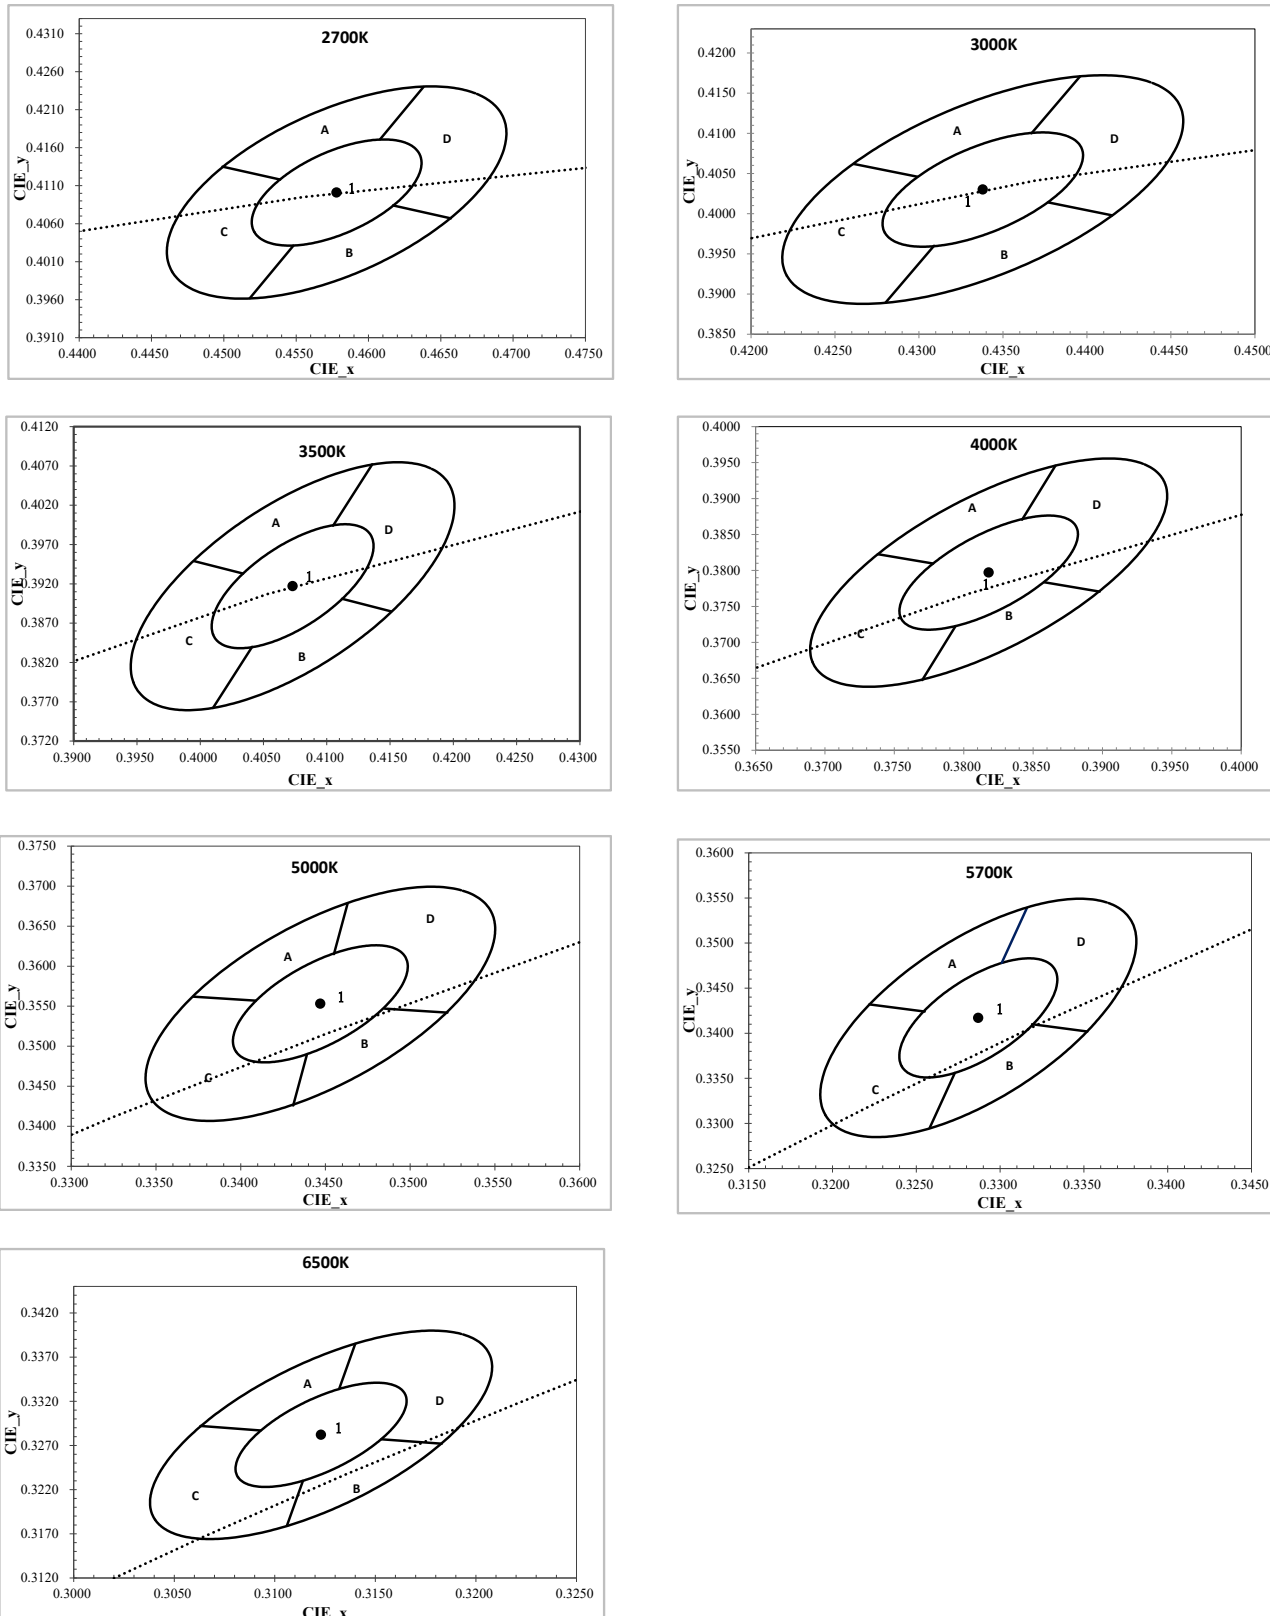 2700K
0.4310
0.4260
0.4210
0.4160
0.4110
0.4060
0.4010
0.3960
0.3910
CIE_y
A
D
1
C
B
0.4400 0.4450 0.4500 0.4550 0.4600 0.4650 0.4700 0.4750
CIE_x
3000K
0.4200
0.4150
0.4100
0.4050
0.4000
0.3950
0.3900
0.3850
CIE_y
A
D
1
C
B
0.4200 0.4250 0.4300 0.4350 0.4400 0.4450 0.4500
CIE_x
3500K
0.4120
0.4070
0.4020
0.3970
0.3920
0.3870
0.3820
0.3770
0.3720
CIE_y
A
D
1
C
B
0.3900 0.3950 0.4000 0.4050 0.4100 0.4150 0.4200 0.4250 0.4300
CIE_x
4000K
0.4000
0.3950
0.3900
0.3850
0.3800
0.3750
0.3700
0.3650
0.3600
0.3550
CIE_y
A
D
1
B
C
0.3650 0.3700 0.3750 0.3800 0.3850 0.3900 0.3950 0.4000
CIE_x
5000K
0.3750
0.3700
0.3650
0.3600
0.3550
0.3500
0.3450
0.3400
0.3350
CIE_y
D
A
1
B
C
0.3300 0.3350 0.3400 0.3450 0.3500 0.3550 0.3600
CIE_x
5700K
0.3600
0.3550
0.3500
0.3450
0.3400
0.3350
0.3300
0.3250
CIE_y
D
A
1
B
C
0.3150 0.3200 0.3250 0.3300 0.3350 0.3400 0.3450
CIE_x
6500K
0.3420
0.3370
0.3320
0.3270
0.3220
0.3170
0.3120
CIE_y
A
D
1
B
C
0.3000 0.3050 0.3100 0.3150 0.3200 0.3250
CIE_x